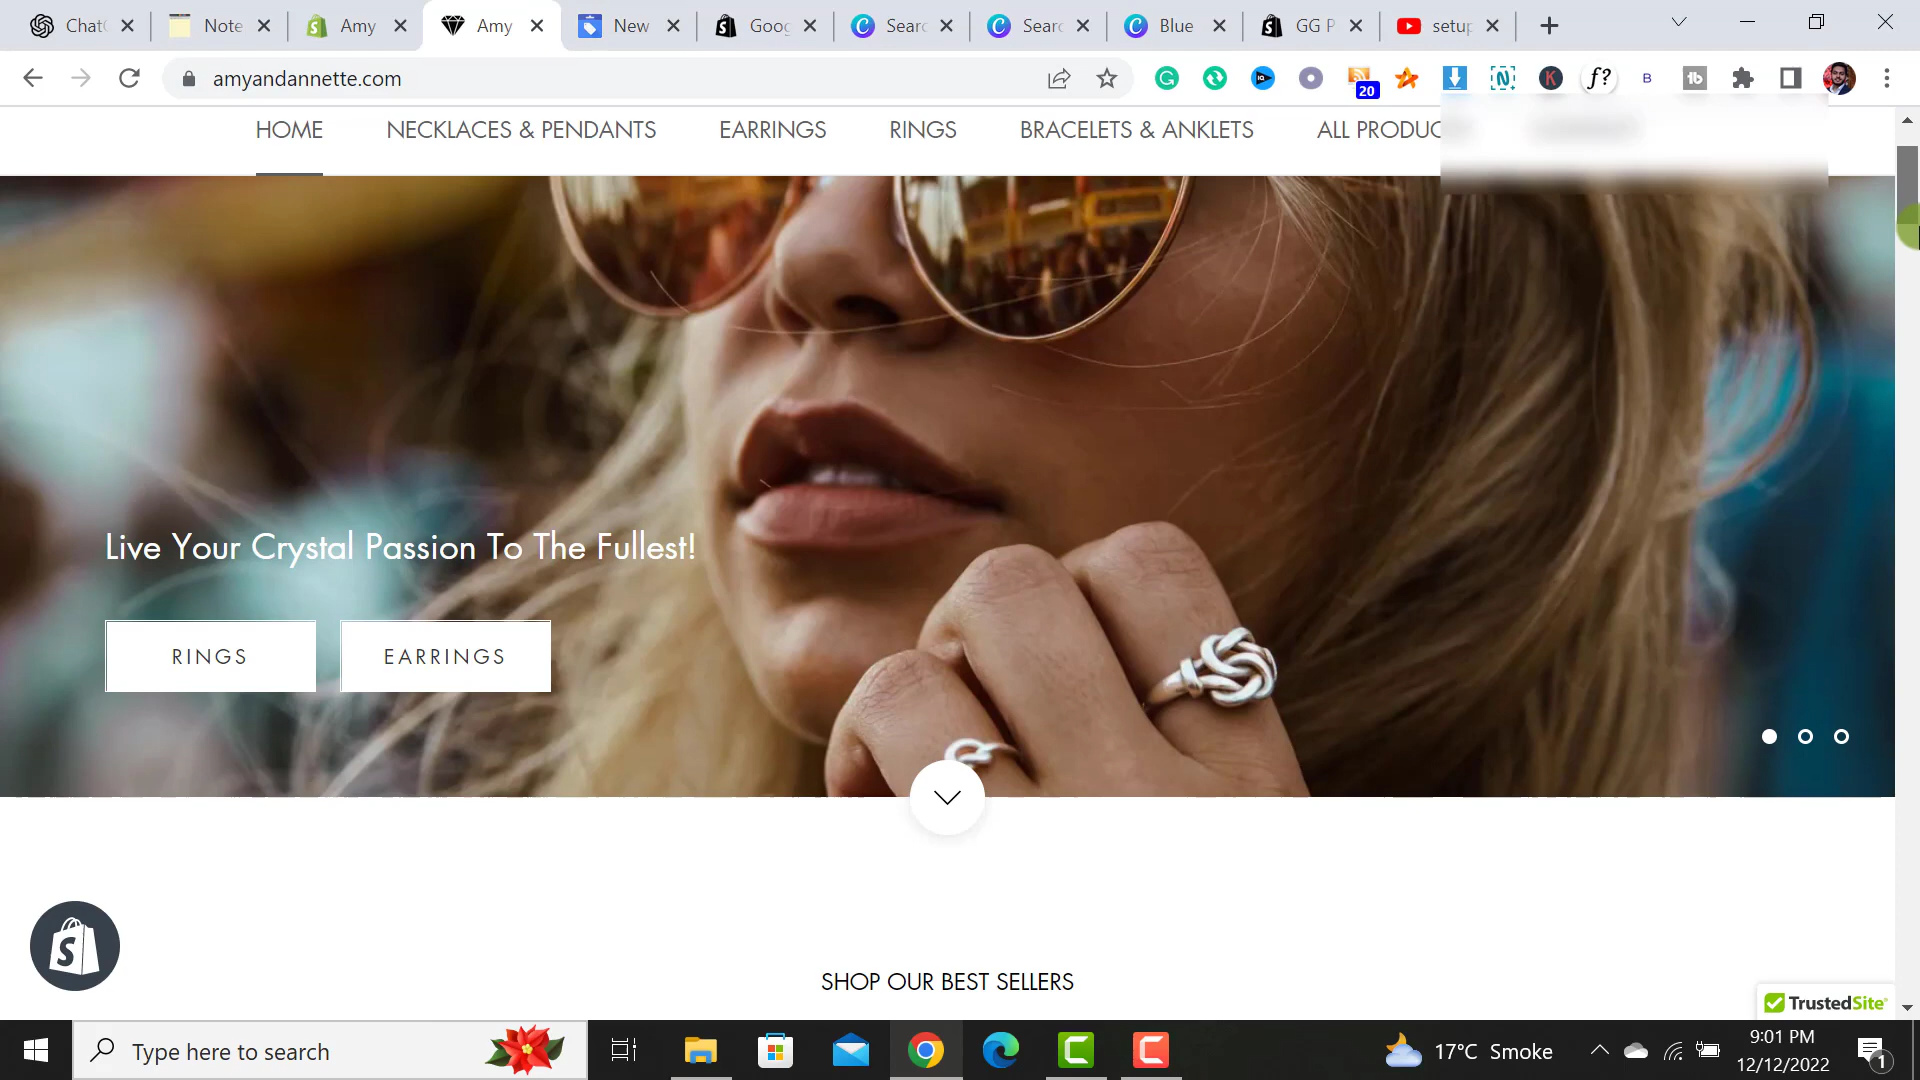 Chat
Note
Amy
Amy
New
Goog
Searc
Searc
Blue
GG P
setup
amyandannette.com
20
f?
B
HOME
NECKLACES & PENDANTS
EARRINGS
RINGS
BRACELETS & ANKLETS
ALL PRODUC
Live Your Crystal Passion To The Fullest!
RINGS
EARRINGS
SHOP OUR BEST SELLERS
TrustedSite
Type here to search
17°C Smoke
9:01 PM
12/12/2022
1